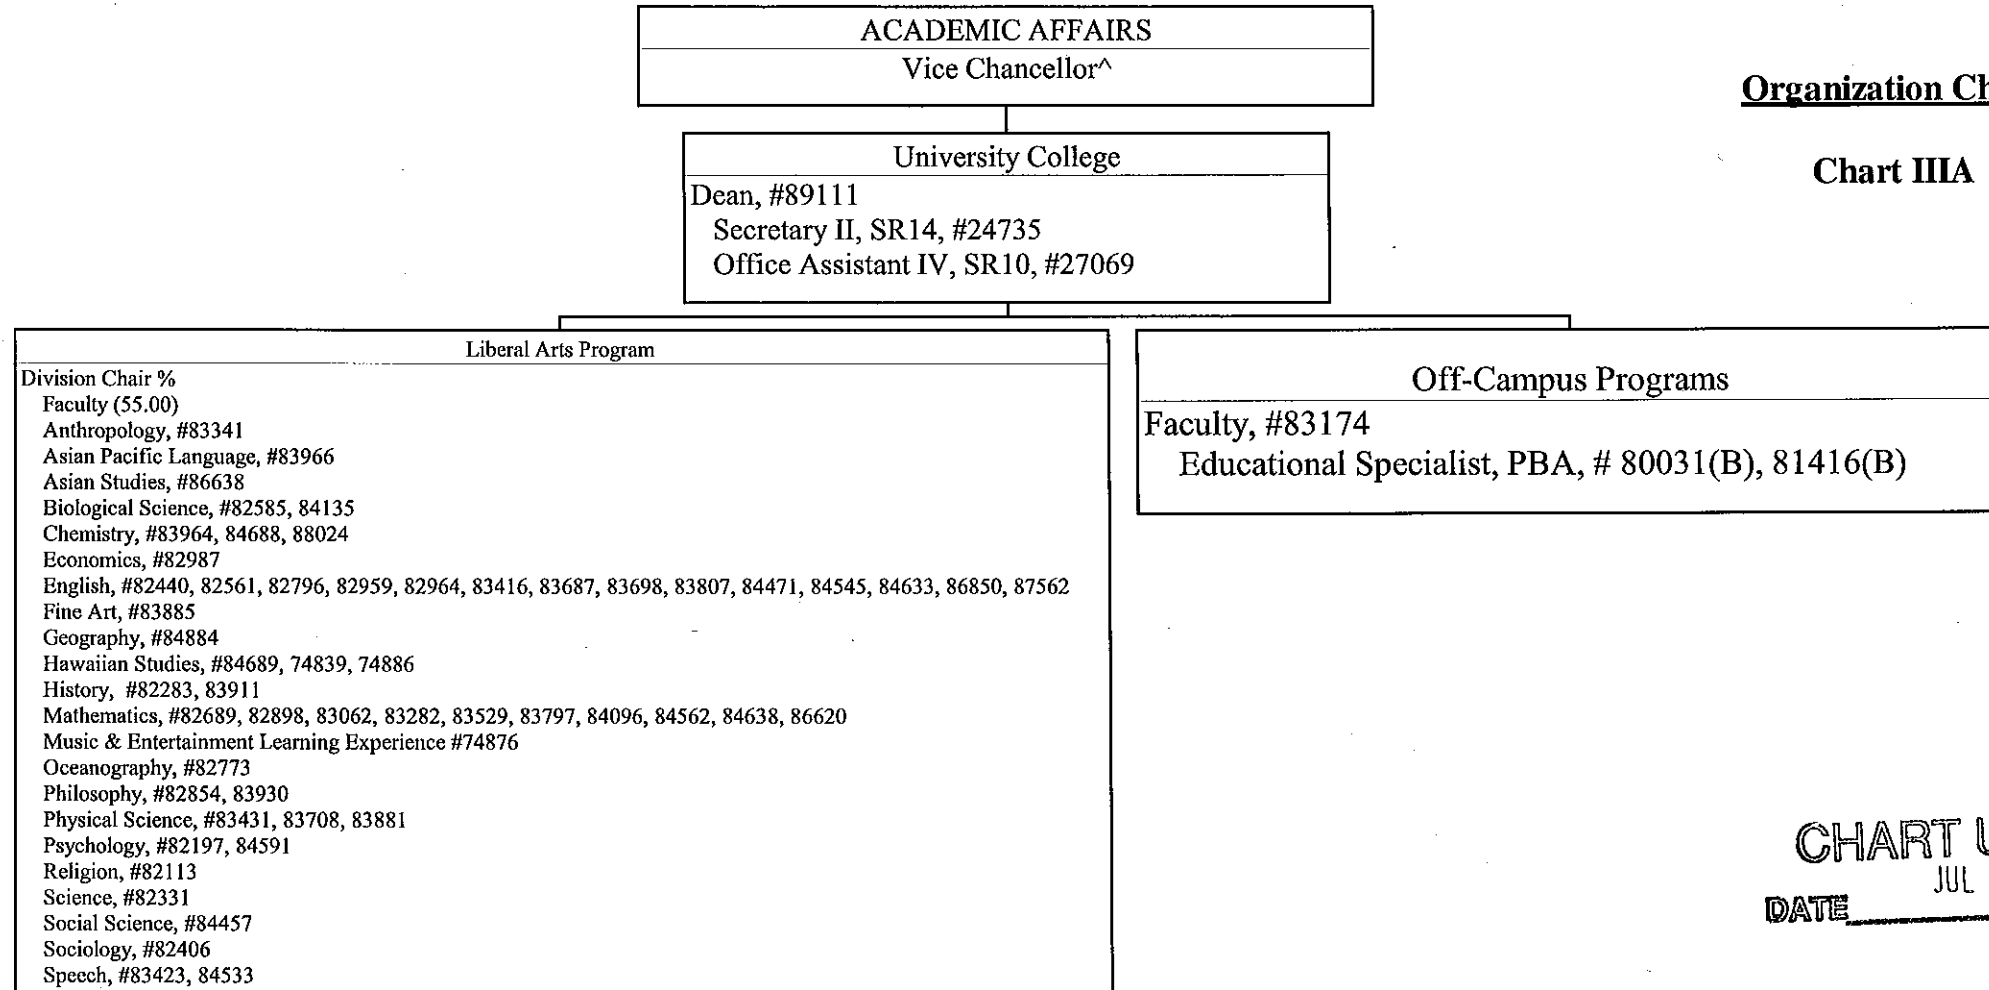 ACADEMIC AFFAIRS
Vice Chancellor^
Organization Ch
Chart IIIA
University College
Dean, #89111
Secretary II, SR14, #24735
Office Assistant IV, SR10, #27069
Liberal Arts Program
Division Chair %
Faculty (55.00)
Anthropology, #83341
Asian Pacific Language, #83966
Asian Studies, #86638
Biological Science, #82585, 84135
Chemistry, #83964, 84688, 88024
Economics, #82987
English, #82440, 82561, 82796, 82959, 82964, 83416, 83687, 83698, 83807, 84471, 84545, 84633, 86850, 87562
Fine Art, #83885
Geography, #84884
Hawaiian Studies, #84689, 74839, 74886
History, #82283, 83911
Mathematics, #82689, 82898, 83062, 83282, 83529, 83797, 84096, 84562, 84638, 86620
Music & Entertainment Learning Experience #74876
Oceanography, #82773
Philosophy, #82854, 83930
Physical Science, #83431, 83708, 83881
Psychology, #82197, 84591
Religion, #82113
Science, #82331
Social Science, #84457
Sociology, #82406
Speech, #83423, 84533
Off-Campus Programs
Faculty, #83174
Educational Specialist, PBA, # 80031(B), 81416(B)
CHART U
JUL
DATE